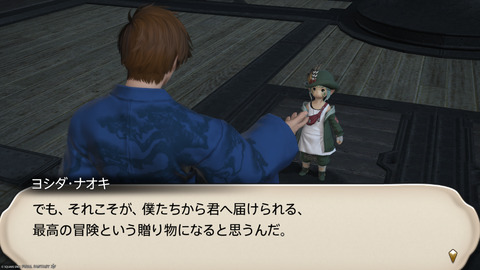 ヨシダ・ナオキ
でも、それこそが、僕たちから君へ届けられる、
最高の冒険という贈り物になると思うんだ。